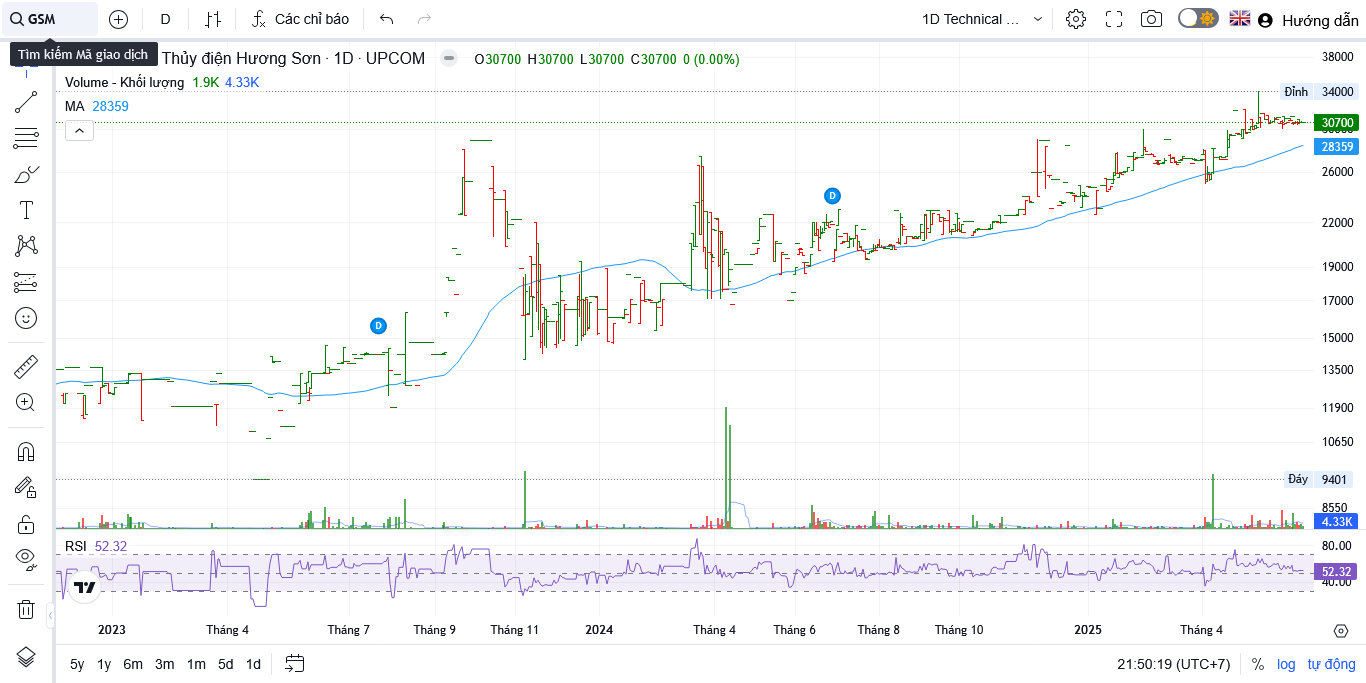 GSM D Các chỉ báo 1D Technical ... Hướng dẫn
Tìm kiếm Mã giao dịch
Thủy điện Hương Sơn · 1D · UPCOM O30700 H30700 L30700 C30700 0 (0.00%)
Volume - Khối lượng 1.9K 4.33K
MA 28359
38000
Đỉnh 34000
30700
28359
26000
22000
19000
17000
15000
13500
11900
10650
Đáy 9401
8550
4.33K
D
D
RSI 52.32
80.00
52.32
40.00
2023 Tháng 4 Tháng 7 Tháng 9 Tháng 11 2024 Tháng 4 Tháng 6 Tháng 8 Tháng 10 2025 Tháng 4
5y 1y 6m 3m 1m 5d 1d 21:50:19 (UTC+7) % log tự động